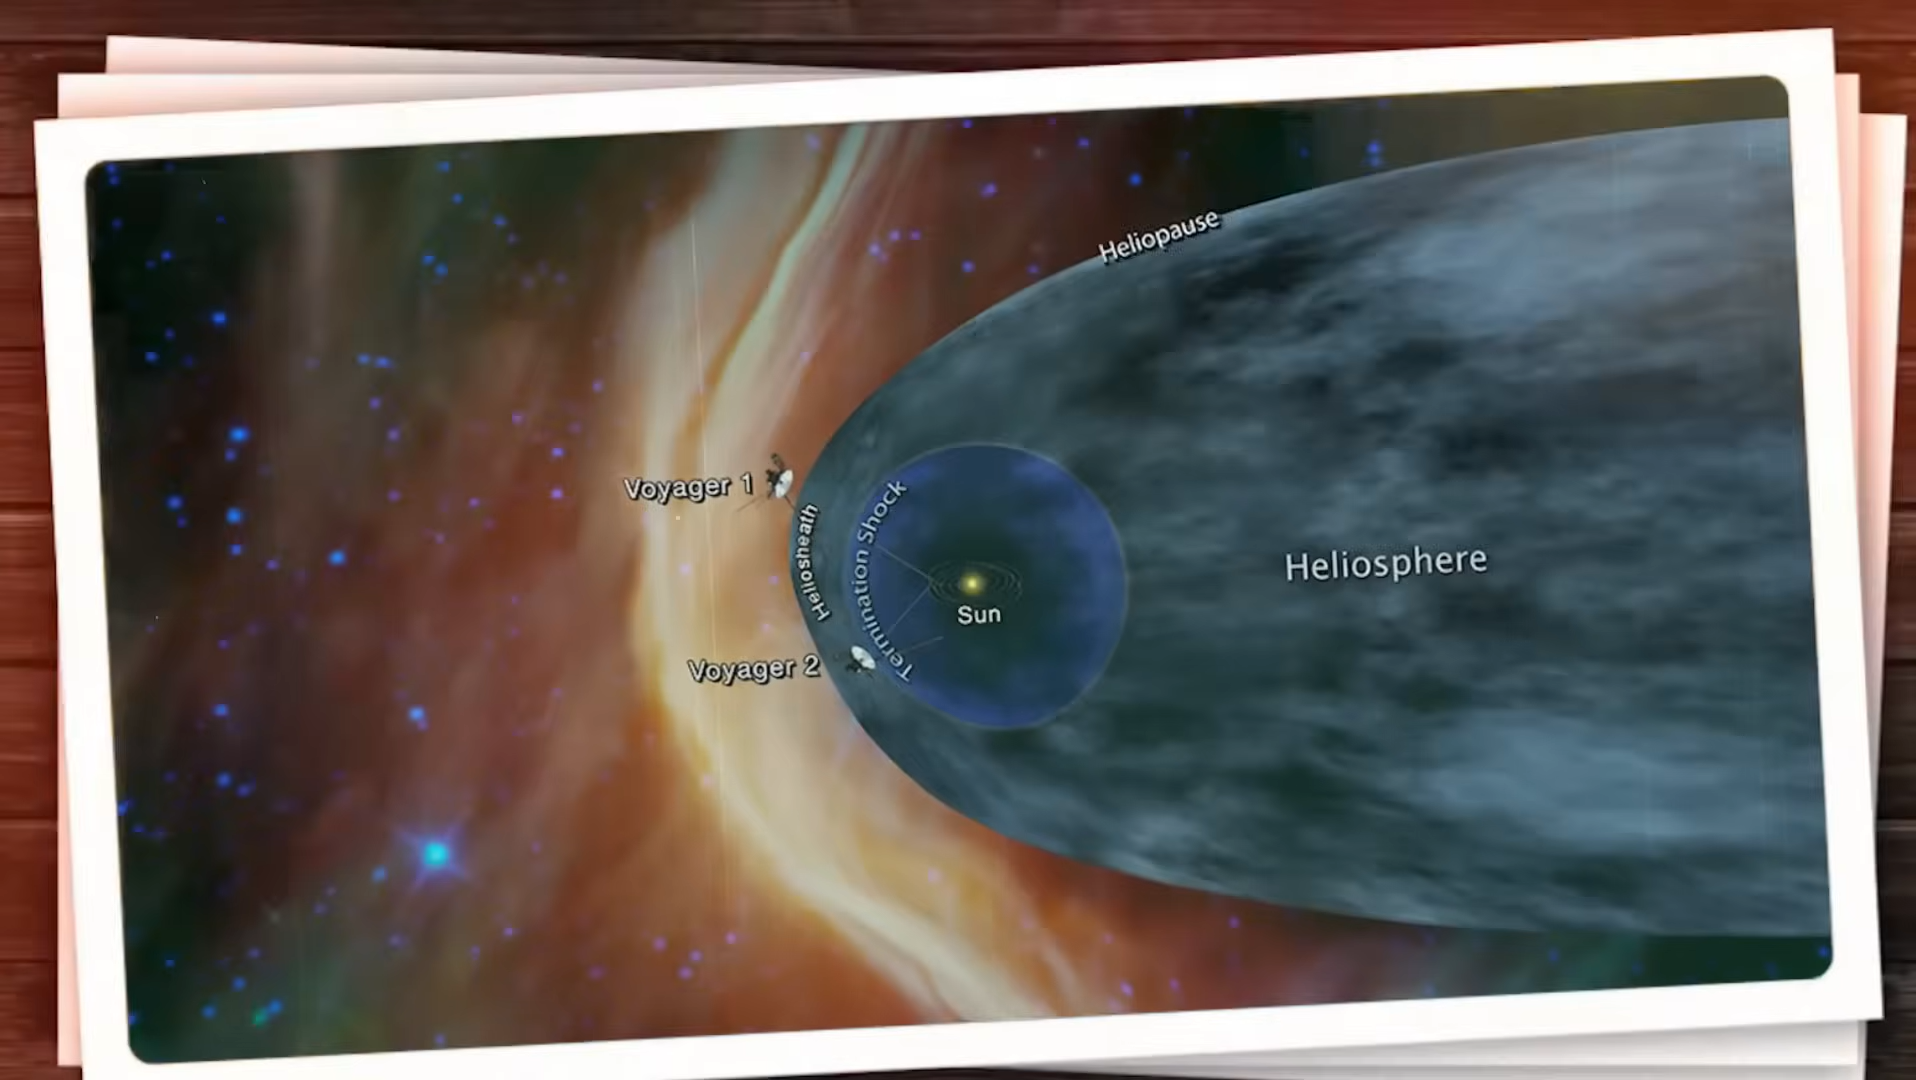 Heliopause
Voyager 1
Heliosheath
Termination Shock
Heliosphere
Sun
Voyager 2